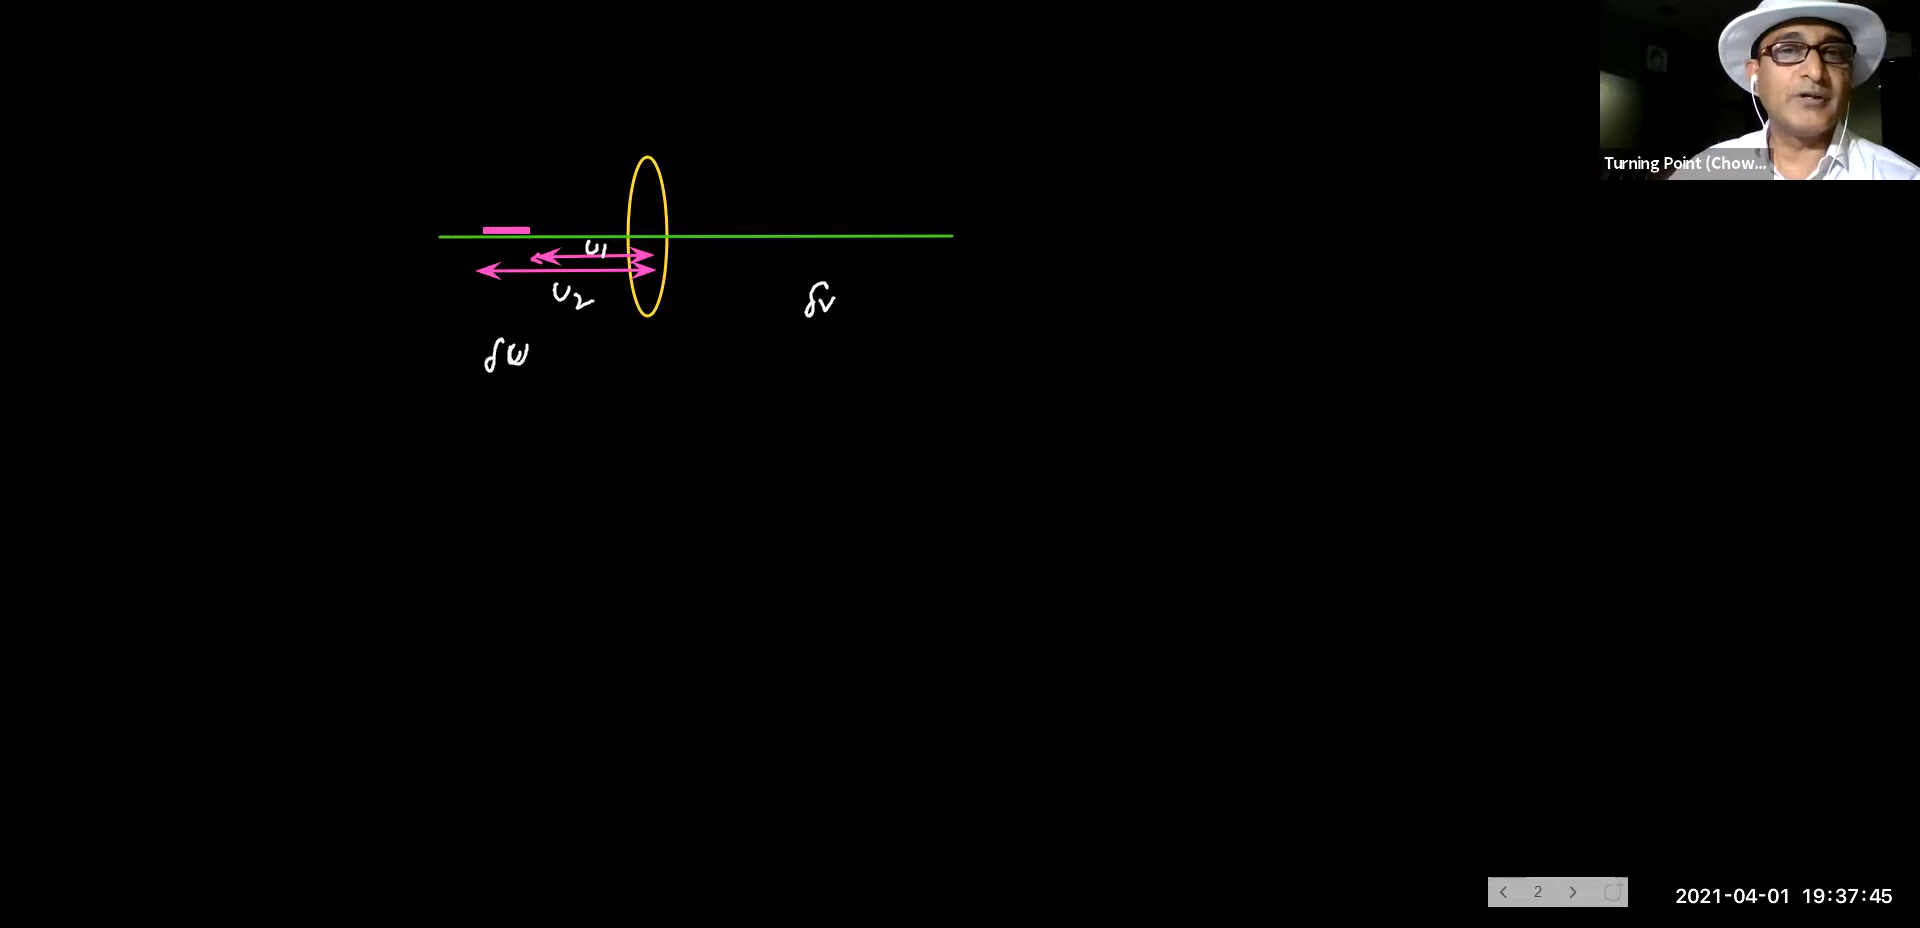 Turning Point (Chow...
u1
u2
δv
δu
2
2021-04-01 19:37:45